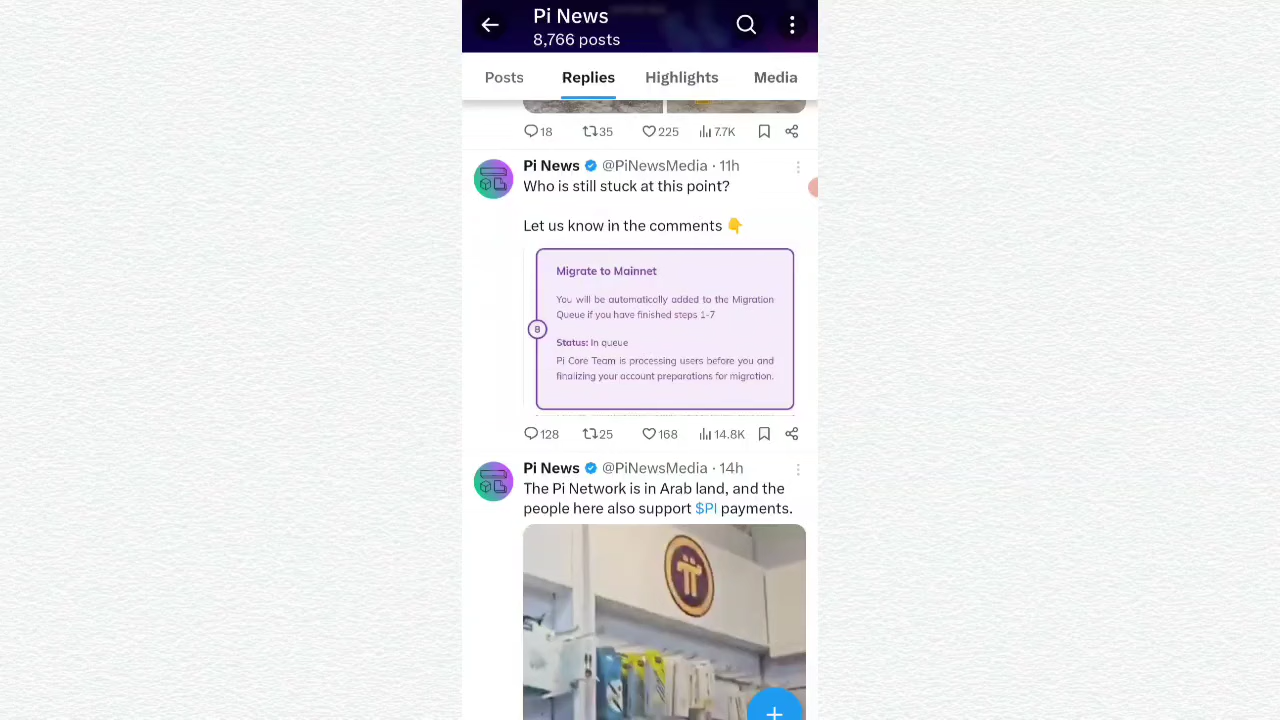 Pi News
8,766 posts
Posts Replies Highlights Media
18 35 225 7.7K
Pi News @PiNewsMedia · 11h
Who is still stuck at this point?
Let us know in the comments 👇
Migrate to Mainnet
You will be automatically added to the Migration
Queue if you have finished steps 1-7
8
Status: In queue
Pi Core Team is processing users before you and
finalizing your account preparations for migration.
128 25 168 14.8K
Pi News @PiNewsMedia · 14h
The Pi Network is in Arab land, and the
people here also support $PI payments.